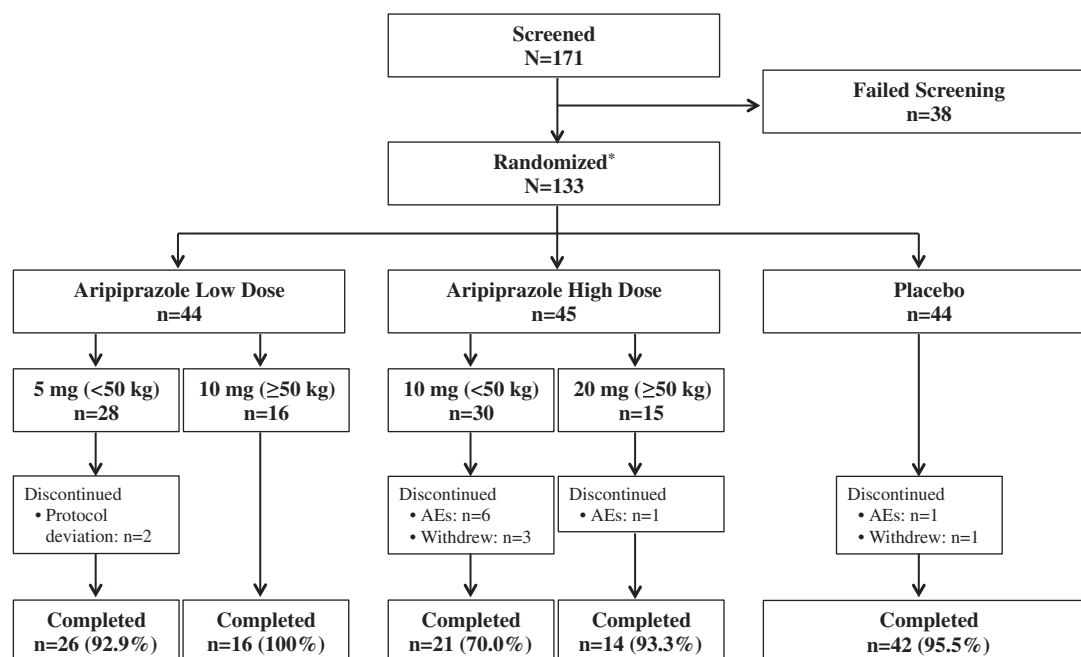 Screened
N=171
Failed Screening
n=38
Randomized*
N=133
Aripiprazole Low Dose
n=44
Aripiprazole High Dose
n=45
Placebo
n=44
5 mg (<50 kg)
n=28
10 mg (≥50 kg)
n=16
10 mg (<50 kg)
n=30
20 mg (≥50 kg)
n=15
Discontinued
• Protocol
deviation: n=2
Discontinued
• AEs: n=6
• Withdrew: n=3
Discontinued
• AEs: n=1
Discontinued
• AEs: n=1
• Withdrew: n=1
Completed
n=26 (92.9%)
Completed
n=16 (100%)
Completed
n=21 (70.0%)
Completed
n=14 (93.3%)
Completed
n=42 (95.5%)